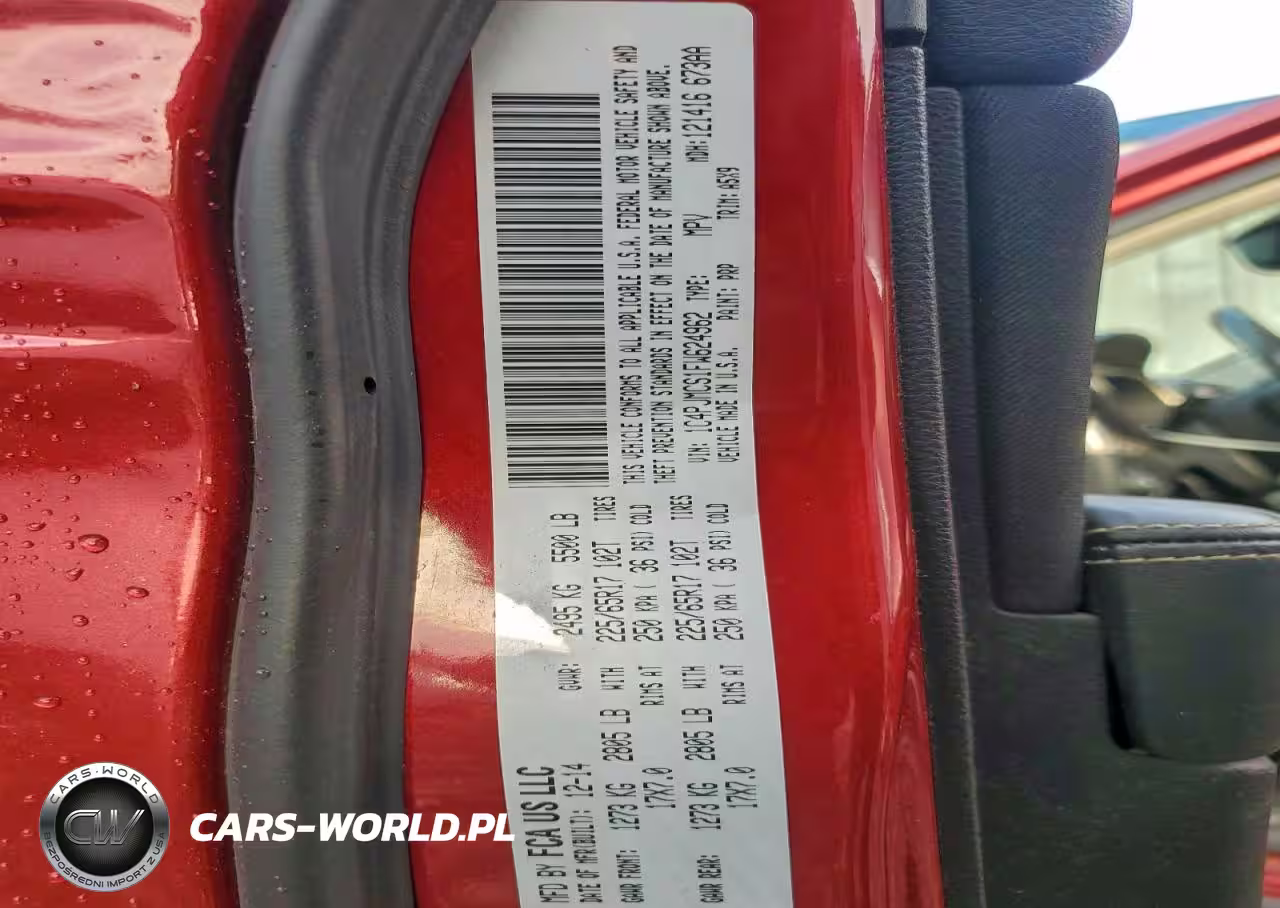 MFD BY FCA US LLC
DATE OF MFR(BUILT): 12-14
GVWR: 2495 KG 5500 LB
GAWR FRONT: 1273 KG 2805 LB WITH 225/65R17 102T TIRES
17X7.0 RIMS AT 250 KPA ( 36 PSI) COLD
GAWR REAR: 1273 KG 2805 LB WITH 225/65R17 102T TIRES
17X7.0 RIMS AT 250 KPA ( 36 PSI) COLD
THIS VEHICLE CONFORMS TO ALL APPLICABLE U.S.A. FEDERAL MOTOR VEHICLE SAFETY AND
THEFT PREVENTION STANDARDS IN EFFECT ON THE DATE OF MANUFACTURE SHOWN ABOVE.
VIN: 1C4PJMCS1FW624962 TYPE: MPV MDH:121416 673AA
VEHICLE MADE IN U.S.A. PAINT: PRP TRIM:A5X9
CARS-WORLD
CW
BEZPOŚREDNI IMPORT Z USA
CARS-WORLD.PL